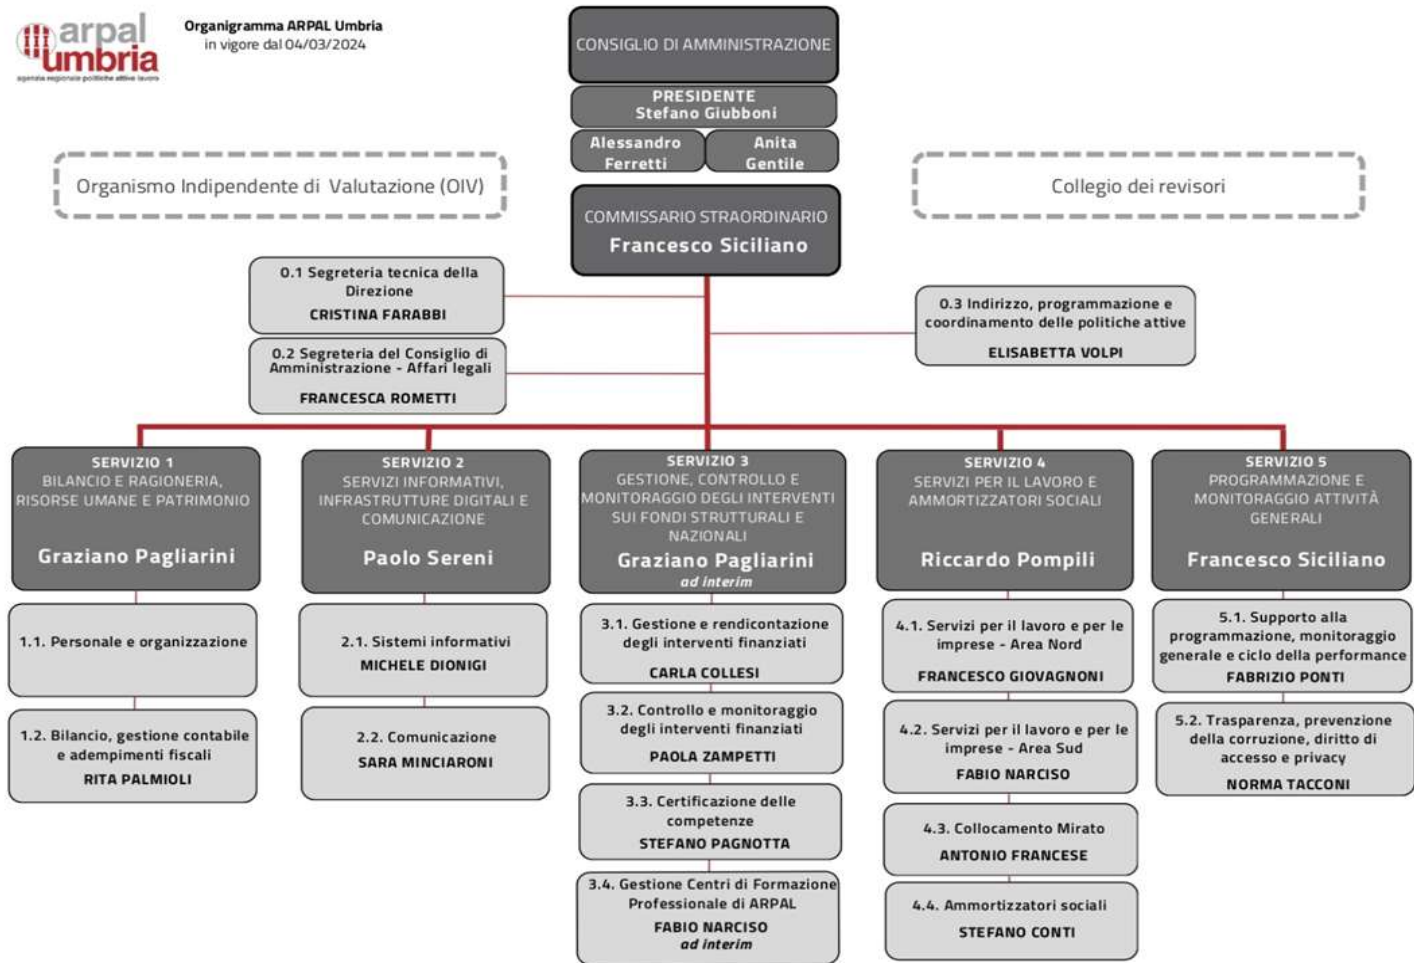 arpal
umbria
agenzia regionale politiche attive lavoro
Organigramma ARPAL Umbria
in vigore dal 04/03/2024
CONSIGLIO DI AMMINISTRAZIONE
PRESIDENTE
Stefano Giubboni
Alessandro
Ferretti
Anita
Gentile
Organismo Indipendente di Valutazione (OIV)
Collegio dei revisori
COMMISSARIO STRAORDINARIO
Francesco Siciliano
0.1 Segreteria tecnica della
Direzione
CRISTINA FARABBI
0.2 Segreteria del Consiglio di
Amministrazione - Affari legali
FRANCESCA ROMETTI
0.3 Indirizzo, programmazione e
coordinamento delle politiche attive
ELISABETTA VOLPI
SERVIZIO 1
BILANCIO E RAGIONERIA,
RISORSE UMANE E PATRIMONIO
Graziano Pagliarini
1.1. Personale e organizzazione
1.2. Bilancio, gestione contabile
e adempimenti fiscali
RITA PALMIOLI
SERVIZIO 2
SERVIZI INFORMATIVI,
INFRASTRUTTURE DIGITALI E
COMUNICAZIONE
Paolo Sereni
2.1. Sistemi informativi
MICHELE DIONIGI
2.2. Comunicazione
SARA MINCIARONI
SERVIZIO 3
GESTIONE, CONTROLLO E
MONITORAGGIO DEGLI INTERVENTI
SUI FONDI STRUTTURALI E
NAZIONALI
Graziano Pagliarini
ad interim
3.1. Gestione e rendicontazione
degli interventi finanziati
CARLA COLLESI
3.2. Controllo e monitoraggio
degli interventi finanziati
PAOLA ZAMPETTI
3.3. Certificazione delle
competenze
STEFANO PAGNOTTA
3.4. Gestione Centri di Formazione
Professionale di ARPAL
FABIO NARCISO
ad interim
SERVIZIO 4
SERVIZI PER IL LAVORO E
AMMORTIZZATORI SOCIALI
Riccardo Pompili
4.1. Servizi per il lavoro e per le
imprese - Area Nord
FRANCESCO GIOVAGNONI
4.2. Servizi per il lavoro e per le
imprese - Area Sud
FABIO NARCISO
4.3. Collocamento Mirato
ANTONIO FRANCESE
4.4. Ammortizzatori sociali
STEFANO CONTI
SERVIZIO 5
PROGRAMMAZIONE E
MONITORAGGIO ATTIVITÀ
GENERALI
Francesco Siciliano
5.1. Supporto alla
programmazione, monitoraggio
generale e ciclo della performance
FABRIZIO PONTI
5.2. Trasparenza, prevenzione
della corruzione, diritto di
accesso e privacy
NORMA TACCONI